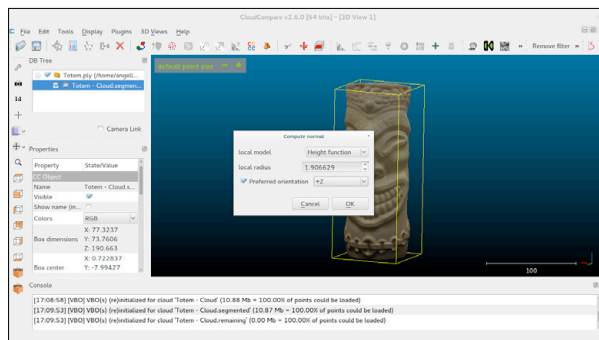 CloudCompare v2.6.0 [64 bits] - [3D View 1]
File Edit Tools Display Plugins 3D Views Help
Remove filter
DB Tree
Totem ply (/home/angeli...
Totem - Cloud.segmen...
Camera Link
Properties
Property State/Value
CC Object
Name Totem - Cloud.s...
Visible
Show name (in...
Colors RGB
X: 77.3237
Box dimensions Y: 73.7606
Z: 190.663
X: 0.722837
Box center Y: -7.99427
default point size
Compute normal
local model Height function
local radius 1.906629
Preferred orientation +Z
Cancel OK
100
Console
[17:08:58] [VBO] VBO(s) (re)initialized for cloud 'Totem - Cloud' (10.88 Mb = 100.00% of points could be loaded)
[17:09:53] [VBO] VBO(s) (re)initialized for cloud 'Totem - Cloud.segmented' (10.87 Mb = 100.00% of points could be loaded)
[17:09:53] [VBO] VBO(s) (re)initialized for cloud 'Totem - Cloud.remaining' (0.00 Mb = 100.00% of points could be loaded)